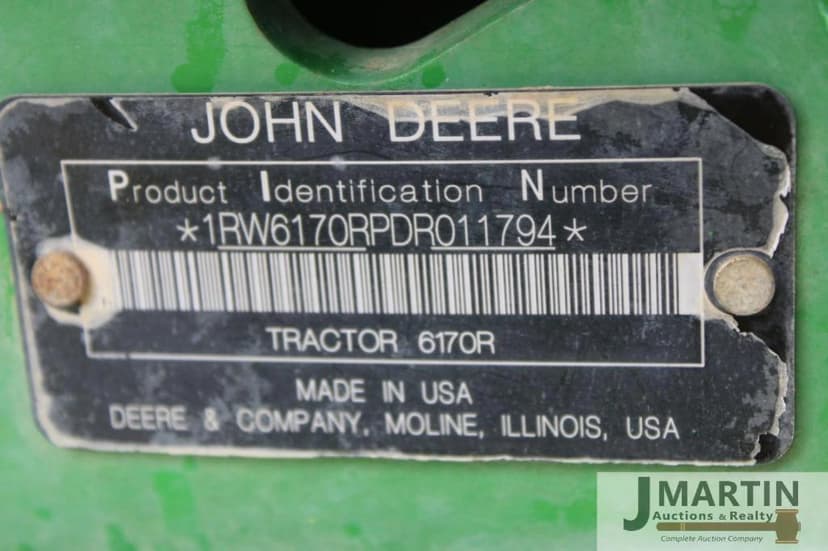 JOHN DEERE
Product Identification Number
*1RW6170RPDR011794*
TRACTOR 6170R
MADE IN USA
DEERE & COMPANY, MOLINE, ILLINOIS, USA
J MARTIN
Auctions & Realty
Complete Auction Company